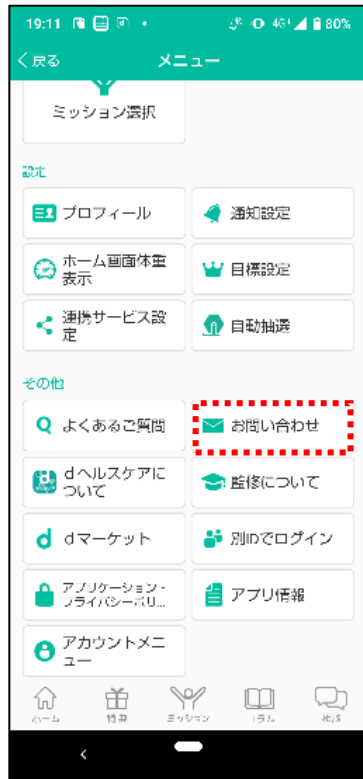 19:11 4G+ 80%
戻る メニュー
ミッション選択
設定
プロフィール 通知設定
ホーム画面体重
表示
目標設定
連携サービス設
定
自動抽選
その他
よくあるご質問 お問い合わせ
dヘルスケアに
ついて
監修について
dマーケット 別IDでログイン
アプリケーション・
プライバシーポリ...
アプリ情報
アカウントメニ
ュー
ホーム 特典 ミッション コラム 相談